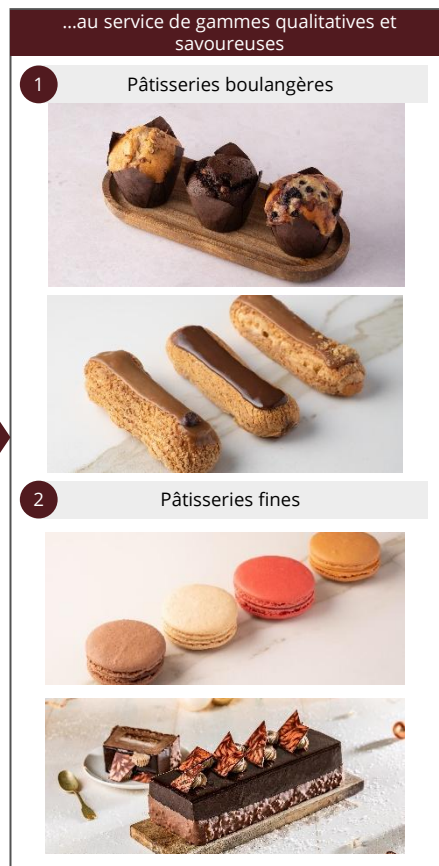 …au service de gammes qualitatives et
savoureuses
1
Pâtisseries boulangères
2
Pâtisseries fines